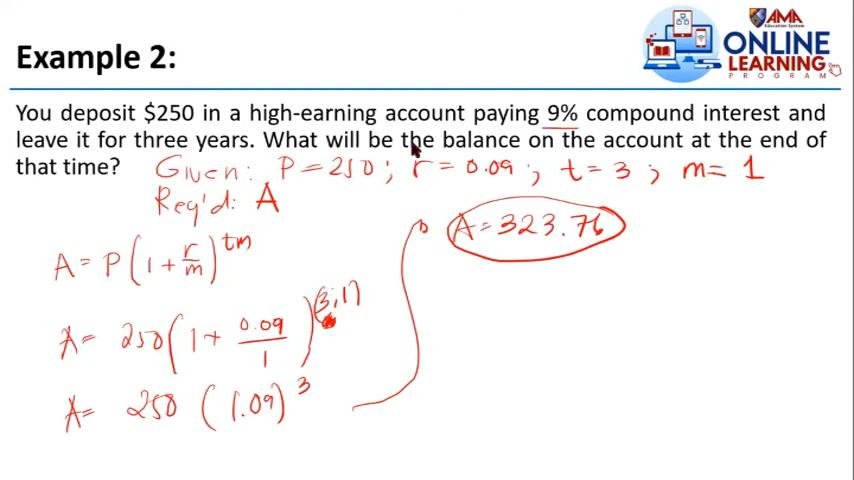 AMA
Education System
ONLINE
LEARNING
PROGRAM
Example 2:
You deposit $250 in a high-earning account paying 9% compound interest and
leave it for three years. What will be the balance on the account at the end of
that time?
Given: P = 250 ; r = 0.09 ; t = 3 ; m = 1
Req'd: A
A = P(1 + r/m)^tm
A = 250(1 + 0.09/1)^(3·1)
A = 250 (1.09)^3
A = 323.76